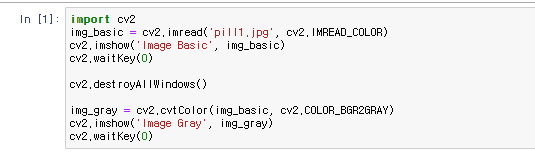 In [1]: import cv2
img_basic = cv2.imread('pill1.jpg', cv2.IMREAD_COLOR)
cv2.imshow('Image Basic', img_basic)
cv2.waitKey(0)
cv2.destroyAllWindows()
img_gray = cv2.cvtColor(img_basic, cv2.COLOR_BGR2GRAY)
cv2.imshow('Image Gray', img_gray)
cv2.waitKey(0)